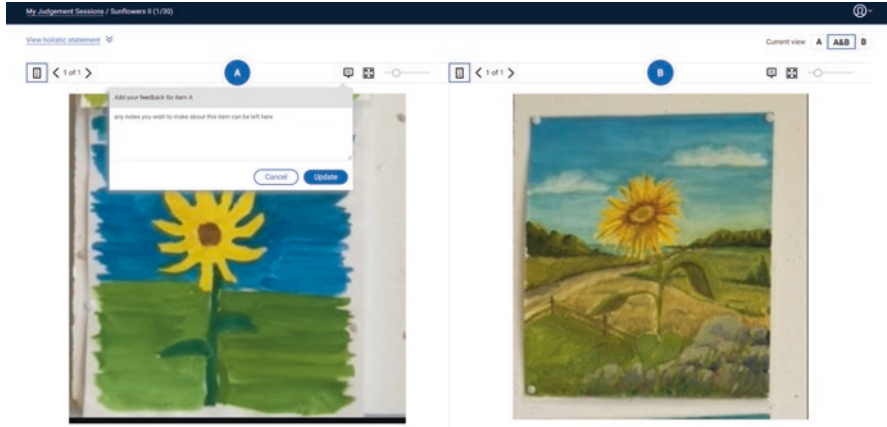 My Judgement Sessions / Sunflowers II (1/30)
View holistic statement
Current view A A&B B
1 of 1 A
1 of 1 B
Add your feedback for item A
any notes you wish to make about this item can be left here
Cancel Update